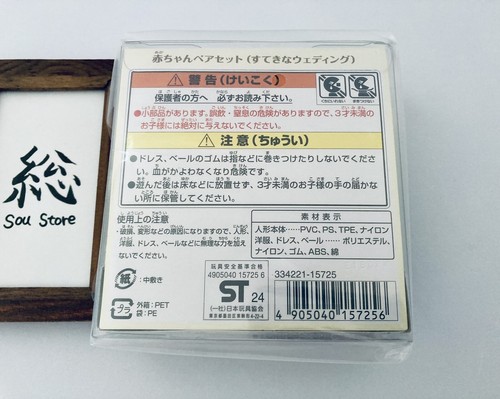 総
Sou Store
赤ちゃんペアセット(すてきなウェディング)
警告(けいこく)
保護者の方へ 必ずお読み下さい。
●小部品があります。誤飲・窒息の危険がありますので、3才未満の
お子様には絶対に与えないでください。
注意(ちゅうい)
●ドレス、ベールのゴムは指などに巻きつけたりしないでくだ
さい。血がかよわなくなり危険です。
●遊んだ後は床などに放置せず、3才未満のお子様の手の届かな
い所に保管してください。
使用上の注意
・破損、変形などの原因になりますので、人形、
洋服、ドレス、ベールなどに無理な力を加え
ないでください。
素材表示
人形本体……PVC, PS, TPE, ナイロン
洋服、ドレス、ベール…… ポリエステル,
ナイロン, ゴム, ABS, 綿
紙:中敷き
プラ
外箱:PET
袋:PE
玩具安全基準合格
4905040 15725 6
ST 24
(一社)日本玩具協会
334221-15725
4 905040 157256